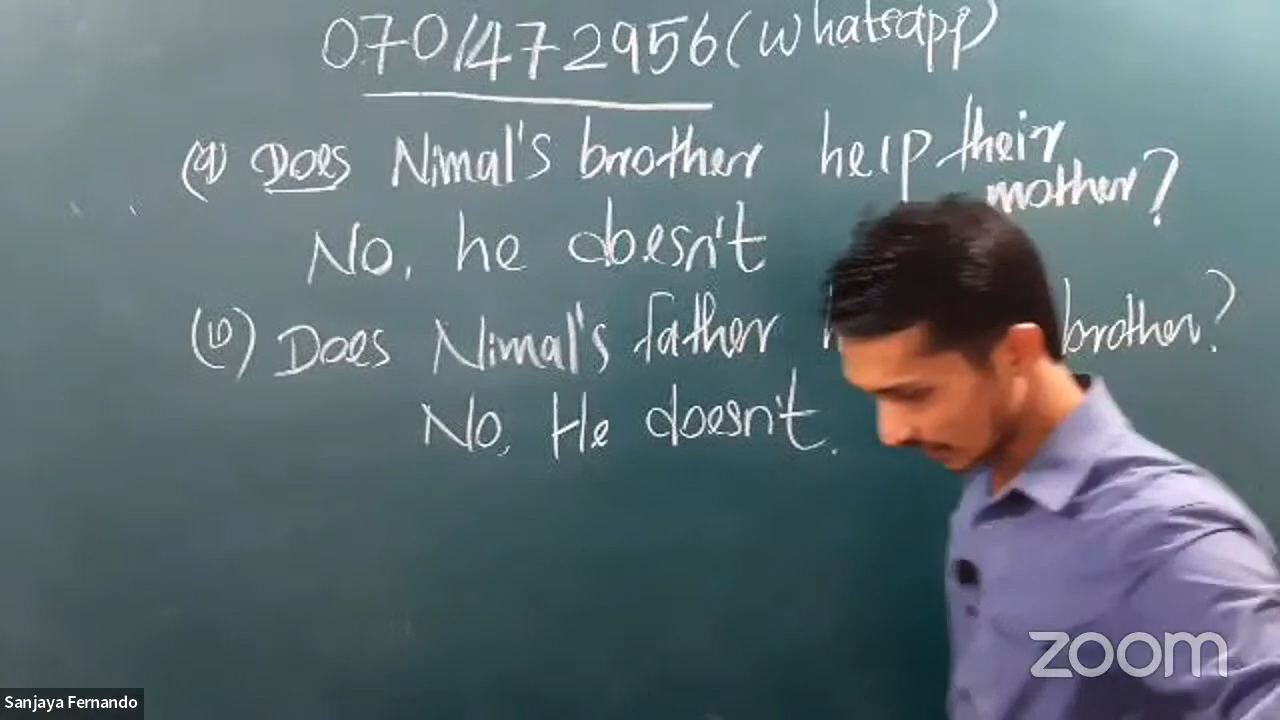 0701472956 (Whatsapp)
(a) Does Nimal's brother help their
mother?
No, he doesn't
(b) Does Nimal's father brother?
No, He doesn't.
zoom
Sanjaya Fernando